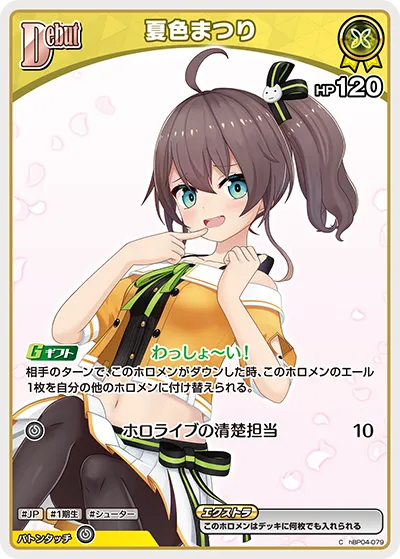 Debut
夏色まつり
HP120
Gギフト わっしょ〜い!
相手のターンで、このホロメンがダウンした時、このホロメンのエール
1枚を自分の他のホロメンに付け替えられる。
ホロライブの清楚担当 10
#JP #1期生 #シューター
エクストラ
このホロメンはデッキに何枚でも入れられる
バトンタッチ
C hBP04-079